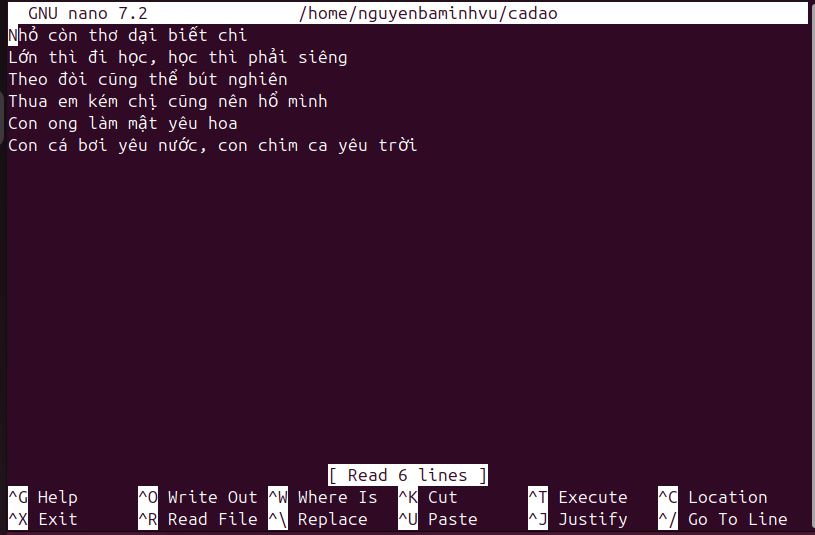 GNU nano 7.2 /home/nguyenbaminhvu/cadao
Nhỏ còn thơ dại biết chi
Lớn thì đi học, học thì phải siêng
Theo đòi cũng thể bút nghiên
Thua em kém chị cũng nên hổ mình
Con ong làm mật yêu hoa
Con cá bơi yêu nước, con chim ca yêu trời
[ Read 6 lines ]
^G Help ^O Write Out ^W Where Is ^K Cut ^T Execute ^C Location
^X Exit ^R Read File ^\ Replace ^U Paste ^J Justify ^/ Go To Line